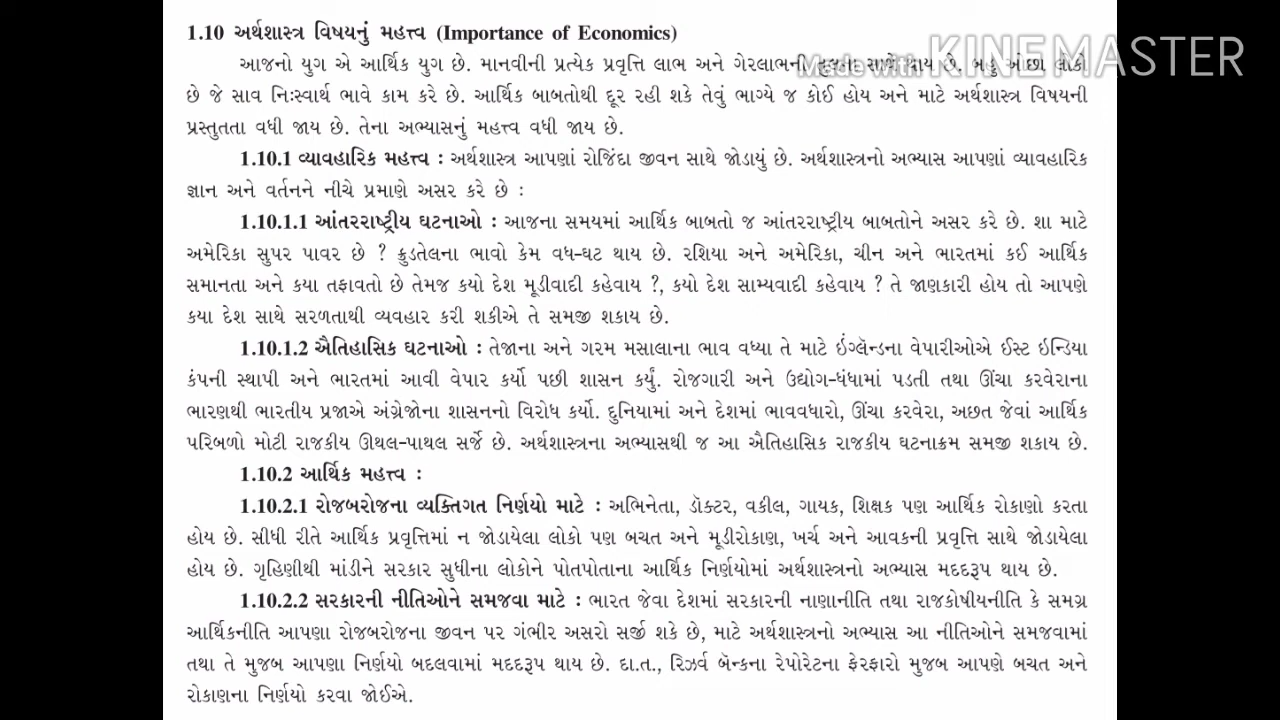 1.10 અર્થશાસ્ત્ર વિષયનું મહત્ત્વ (Importance of Economics)
આજનો યુગ એ આર્થિક યુગ છે. માનવીની પ્રત્યેક પ્રવૃત્તિ લાભ અને ગેરલાભની તુલના સાથે થાય છે. બહુ ઓછા લોકો
Made with KINEMASTER
છે જે સાવ નિઃસ્વાર્થ ભાવે કામ કરે છે. આર્થિક બાબતોથી દૂર રહી શકે તેવું ભાગ્યે જ કોઈ હોય અને માટે અર્થશાસ્ત્ર વિષયની
પ્રસ્તુતતા વધી જાય છે. તેના અભ્યાસનું મહત્ત્વ વધી જાય છે.
1.10.1 વ્યાવહારિક મહત્ત્વ : અર્થશાસ્ત્ર આપણાં રોજિંદા જીવન સાથે જોડાયું છે. અર્થશાસ્ત્રનો અભ્યાસ આપણાં વ્યાવહારિક
જ્ઞાન અને વર્તનને નીચે પ્રમાણે અસર કરે છે :
1.10.1.1 આંતરરાષ્ટ્રીય ઘટનાઓ : આજના સમયમાં આર્થિક બાબતો જ આંતરરાષ્ટ્રીય બાબતોને અસર કરે છે. શા માટે
અમેરિકા સુપર પાવર છે ? ક્રુડતેલના ભાવો કેમ વધ-ઘટ થાય છે. રશિયા અને અમેરિકા, ચીન અને ભારતમાં કઈ આર્થિક
સમાનતા અને કયા તફાવતો છે તેમજ કયો દેશ મૂડીવાદી કહેવાય ?, કયો દેશ સામ્યવાદી કહેવાય ? તે જાણકારી હોય તો આપણે
કયા દેશ સાથે સરળતાથી વ્યવહાર કરી શકીએ તે સમજી શકાય છે.
1.10.1.2 ઐતિહાસિક ઘટનાઓ : તેજાના અને ગરમ મસાલાના ભાવ વધ્યા તે માટે ઇંગ્લૅન્ડના વેપારીઓએ ઈસ્ટ ઇન્ડિયા
કંપની સ્થાપી અને ભારતમાં આવી વેપાર કર્યો પછી શાસન કર્યું. રોજગારી અને ઉદ્યોગ-ધંધામાં પડતી તથા ઊંચા કરવેરાના
ભારણથી ભારતીય પ્રજાએ અંગ્રેજોના શાસનનો વિરોધ કર્યો. દુનિયામાં અને દેશમાં ભાવવધારો, ઊંચા કરવેરા, અછત જેવાં આર્થિક
પરિબળો મોટી રાજકીય ઊથલ-પાથલ સર્જે છે. અર્થશાસ્ત્રના અભ્યાસથી જ આ ઐતિહાસિક રાજકીય ઘટનાક્રમ સમજી શકાય છે.
1.10.2 આર્થિક મહત્ત્વ :
1.10.2.1 રોજબરોજના વ્યક્તિગત નિર્ણયો માટે : અભિનેતા, ડૉક્ટર, વકીલ, ગાયક, શિક્ષક પણ આર્થિક રોકાણો કરતા
હોય છે. સીધી રીતે આર્થિક પ્રવૃત્તિમાં ન જોડાયેલા લોકો પણ બચત અને મૂડીરોકાણ, ખર્ચ અને આવકની પ્રવૃત્તિ સાથે જોડાયેલા
હોય છે. ગૃહિણીથી માંડીને સરકાર સુધીના લોકોને પોતપોતાના આર્થિક નિર્ણયોમાં અર્થશાસ્ત્રનો અભ્યાસ મદદરૂપ થાય છે.
1.10.2.2 સરકારની નીતિઓને સમજવા માટે : ભારત જેવા દેશમાં સરકારની નાણાનીતિ તથા રાજકોષીયનીતિ કે સમગ્ર
આર્થિકનીતિ આપણા રોજબરોજના જીવન પર ગંભીર અસરો સર્જી શકે છે, માટે અર્થશાસ્ત્રનો અભ્યાસ આ નીતિઓને સમજવામાં
તથા તે મુજબ આપણા નિર્ણયો બદલવામાં મદદરૂપ થાય છે. દા.ત., રિઝર્વ બૅન્કના રેપોરેટના ફેરફારો મુજબ આપણે બચત અને
રોકાણના નિર્ણયો કરવા જોઈએ.